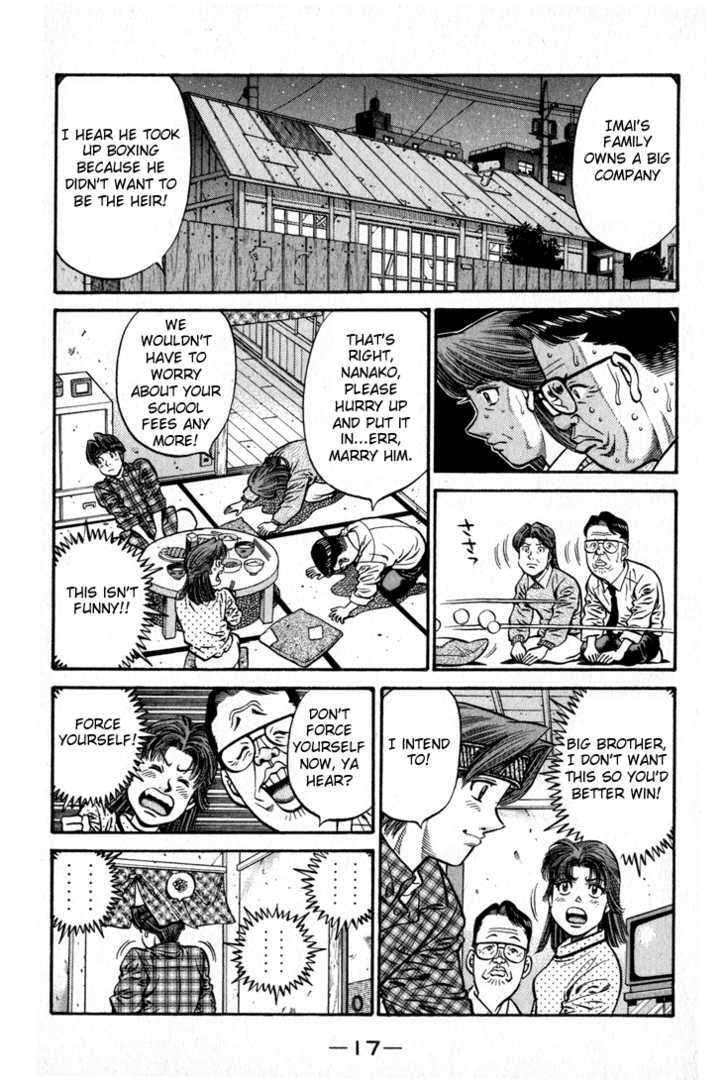 IMAI'S
FAMILY
OWNS A BIG
COMPANY
I HEAR HE TOOK
UP BOXING
BECAUSE HE
DIDN'T WANT TO
BE THE HEIR!
THAT'S
RIGHT,
NANAKO,
PLEASE
HURRY UP
AND PUT
IT IN...ERR,
MARRY HIM.
WE
WOULDN'T
HAVE TO
WORRY
ABOUT YOUR
SCHOOL
FEES ANY
MORE!
THIS ISN'T
FUNNY!!
BIG BROTHER,
I DON'T WANT
THIS SO YOU'D
BETTER WIN!
I INTEND
TO!
DON'T
FORCE
YOURSELF
NOW, YA
HEAR?
FORCE
YOURSELF!
—17—